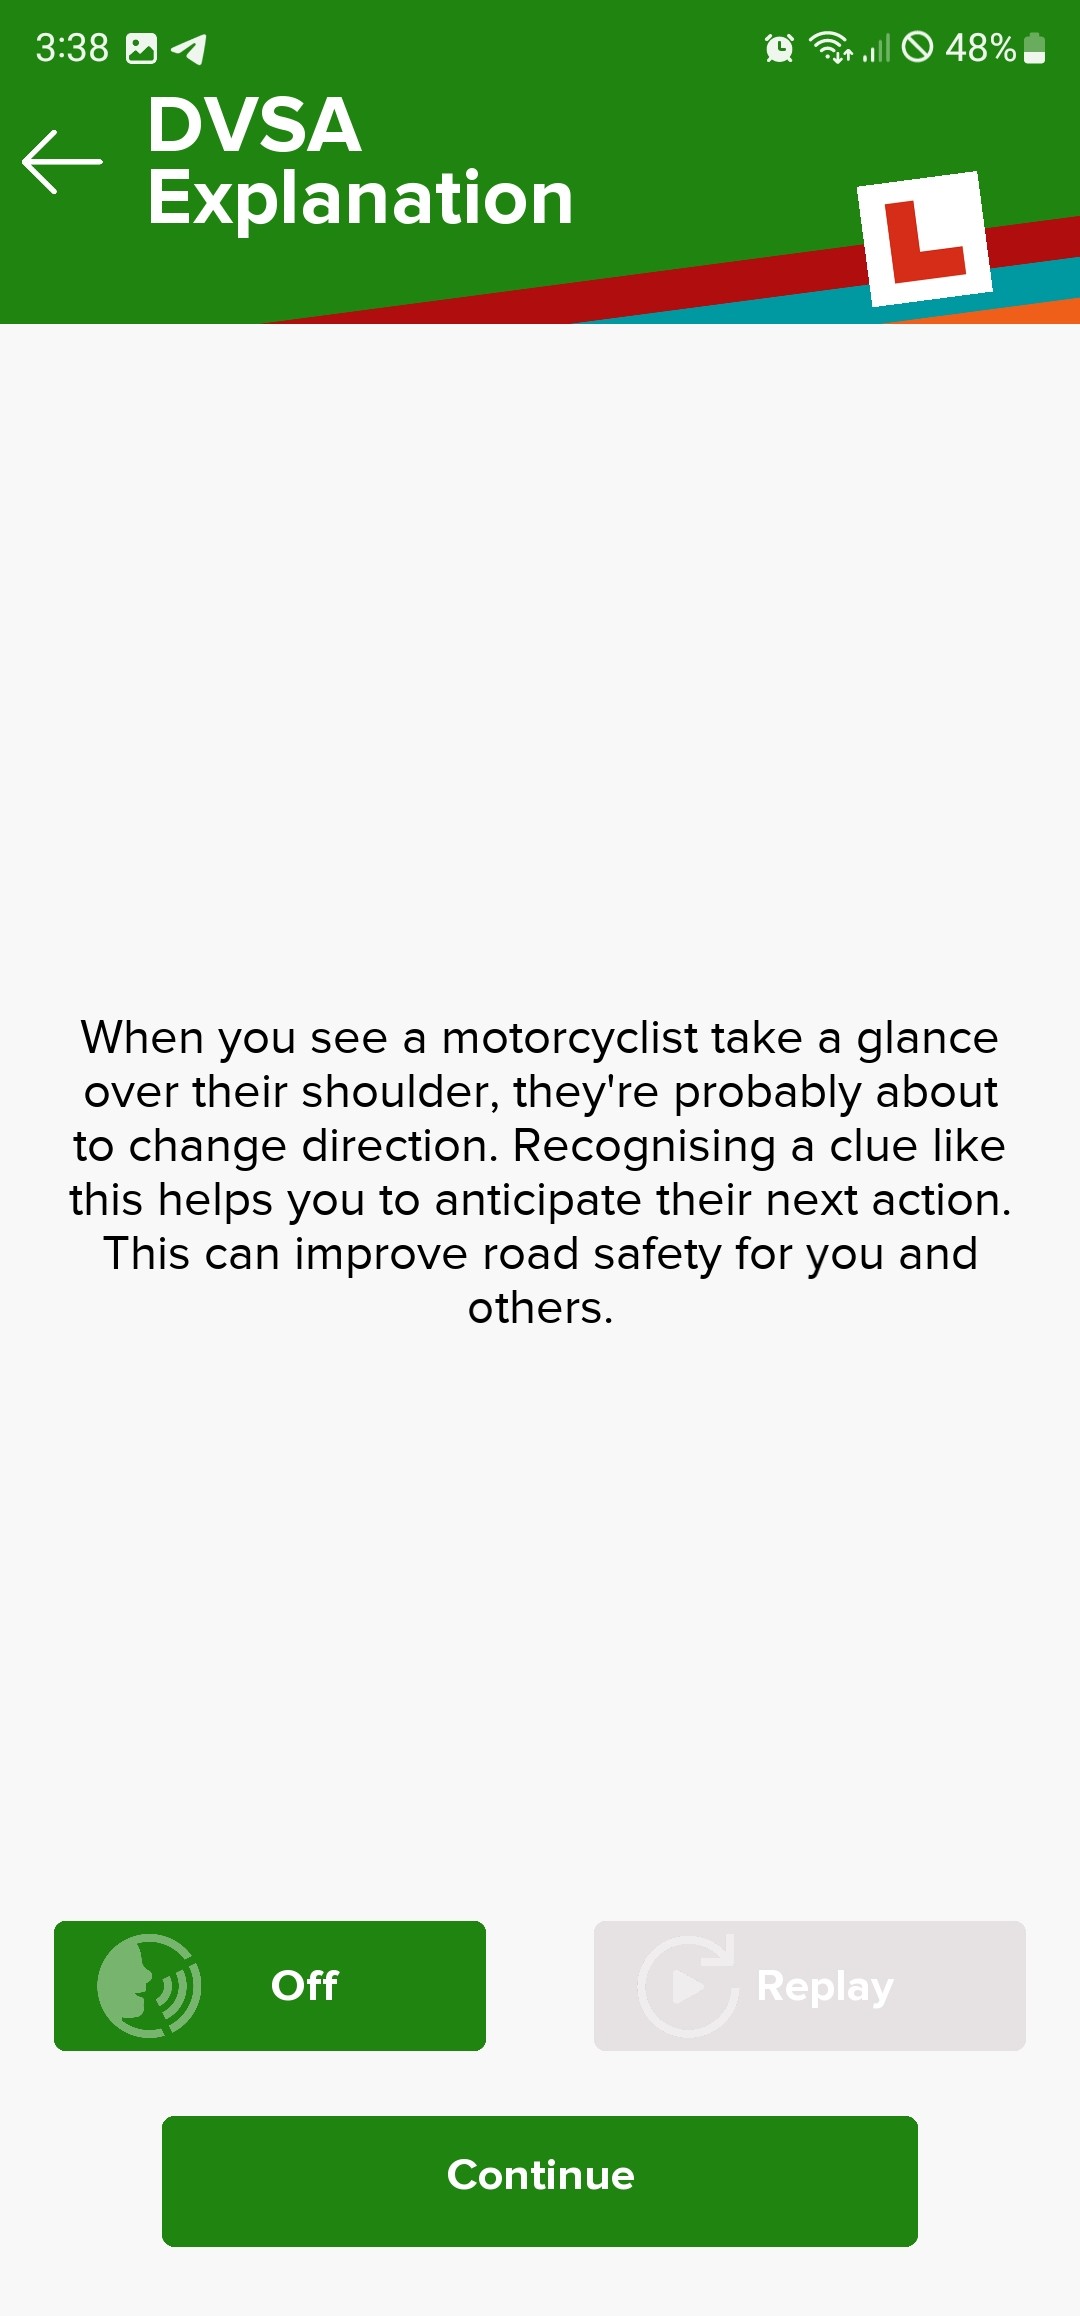 3:38
48%
DVSA
Explanation
L
When you see a motorcyclist take a glance
over their shoulder, they're probably about
to change direction. Recognising a clue like
this helps you to anticipate their next action.
This can improve road safety for you and
others.
Off
Replay
Continue